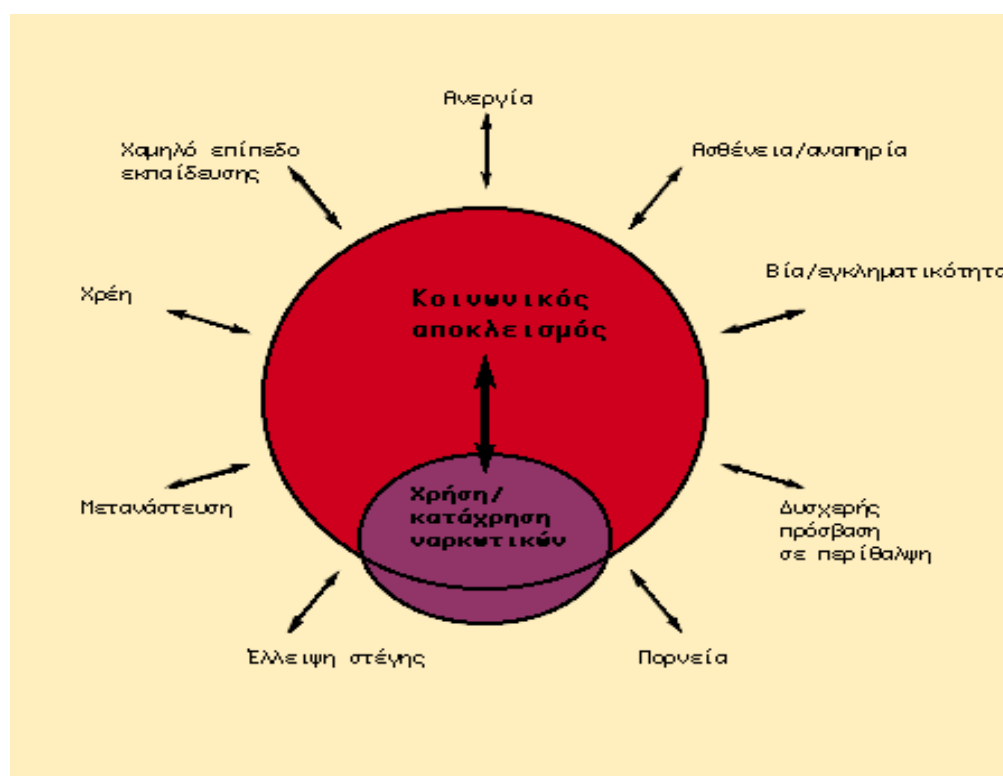 Ανεργία
Χαμηλό επίπεδο
εκπαίδευσης
Ασθένεια/αναπηρία
Βία/εγκληματικότητα
Χρέη
Κοινωνικός
αποκλεισμός
Χρήση/
κατάχρηση
ναρκωτικών
Μετανάστευση
Δυσχερής
πρόσβαση
σε περίθαλψη
Έλλειψη στέγης
Πορνεία